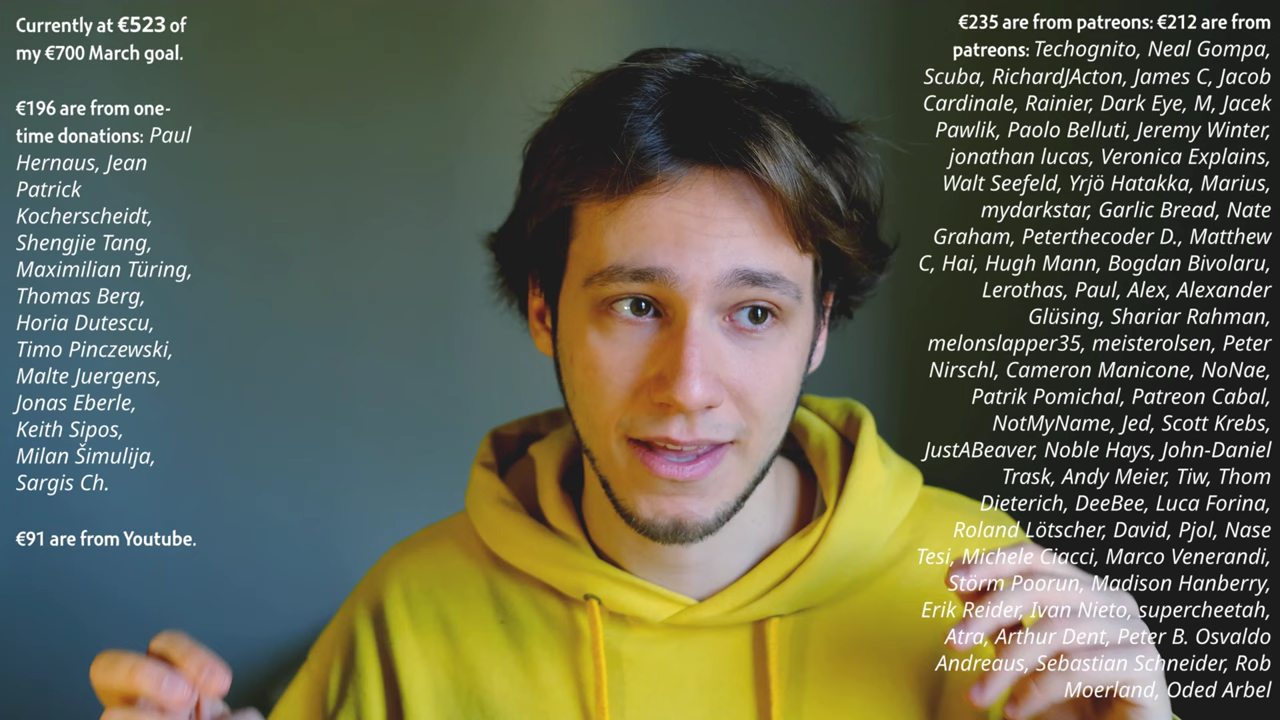 Currently at €523 of
my €700 March goal.
€196 are from one-
time donations: Paul
Hernaus, Jean
Patrick
Kocherscheidt,
Shengjie Tang,
Maximilian Türing,
Thomas Berg,
Horia Dutescu,
Timo Pinczewski,
Malte Juergens,
Jonas Eberle,
Keith Sipos,
Milan Šimulija,
Sargis Ch.
€91 are from Youtube.
€235 are from patreons: €212 are from
patreons: Techognito, Neal Gompa,
Scuba, RichardJActon, James C, Jacob
Cardinale, Rainier, Dark Eye, M, Jacek
Pawlik, Paolo Belluti, Jeremy Winter,
jonathan lucas, Veronica Explains,
Walt Seefeld, Yrjö Hatakka, Marius,
mydarkstar, Garlic Bread, Nate
Graham, Peterthecoder D., Matthew
C, Hai, Hugh Mann, Bogdan Bivolaru,
Lerothas, Paul, Alex, Alexander
Glüsing, Shariar Rahman,
melonslapper35, meisterolsen, Peter
Nirschl, Cameron Manicone, NoNae,
Patrik Pomichal, Patreon Cabal,
NotMyName, Jed, Scott Krebs,
JustABeaver, Noble Hays, John-Daniel
Trask, Andy Meier, Tiw, Thom
Dieterich, DeeBee, Luca Forina,
Roland Lötscher, David, Pjol, Nase
Tesi, Michele Ciacci, Marco Venerandi,
Störm Poorun, Madison Hanberry,
Erik Reider, Ivan Nieto, supercheetah,
Atra, Arthur Dent, Peter B. Osvaldo
Andreaus, Sebastian Schneider, Rob
Moerland, Oded Arbel